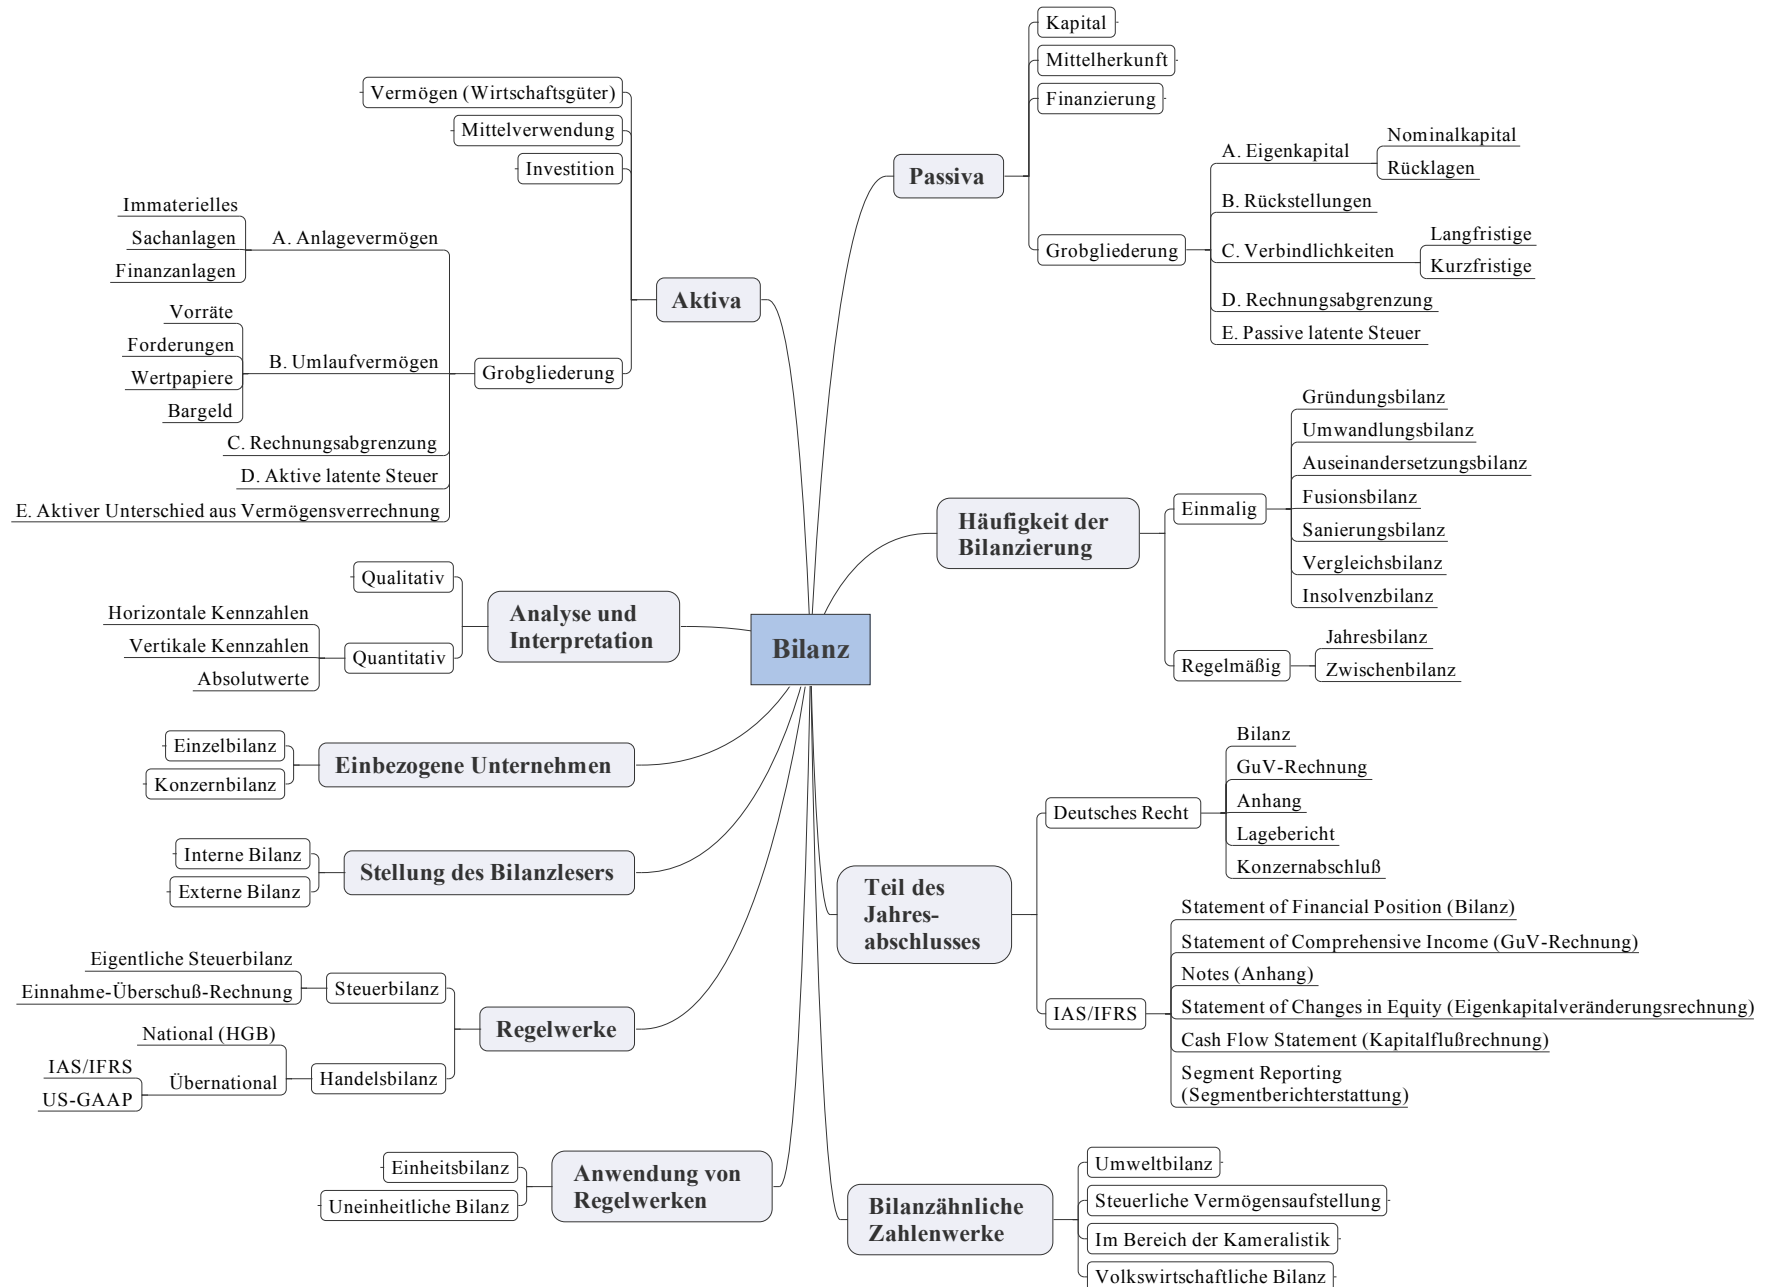 Bilanz
Passiva
Kapital
Mittelherkunft
Finanzierung
Grobgliederung
A. Eigenkapital
Nominalkapital
Rücklagen
B. Rückstellungen
C. Verbindlichkeiten
Langfristige
Kurzfristige
D. Rechnungsabgrenzung
E. Passive latente Steuer
Häufigkeit der
Bilanzierung
Einmalig
Gründungsbilanz
Umwandlungsbilanz
Auseinandersetzungsbilanz
Fusionsbilanz
Sanierungsbilanz
Vergleichsbilanz
Insolvenzbilanz
Regelmäßig
Jahresbilanz
Zwischenbilanz
Teil des
Jahres-
abschlusses
Deutsches Recht
Bilanz
GuV-Rechnung
Anhang
Lagebericht
Konzernabschluß
IAS/IFRS
Statement of Financial Position (Bilanz)
Statement of Comprehensive Income (GuV-Rechnung)
Notes (Anhang)
Statement of Changes in Equity (Eigenkapitalveränderungsrechnung)
Cash Flow Statement (Kapitalflußrechnung)
Segment Reporting
(Segmentberichterstattung)
Bilanzähnliche
Zahlenwerke
Umweltbilanz
Steuerliche Vermögensaufstellung
Im Bereich der Kameralistik
Volkswirtschaftliche Bilanz
Aktiva
Vermögen (Wirtschaftsgüter)
Mittelverwendung
Investition
Grobgliederung
A. Anlagevermögen
Immaterielles
Sachanlagen
Finanzanlagen
B. Umlaufvermögen
Vorräte
Forderungen
Wertpapiere
Bargeld
C. Rechnungsabgrenzung
D. Aktive latente Steuer
E. Aktiver Unterschied aus Vermögensverrechnung
Analyse und
Interpretation
Qualitativ
Quantitativ
Horizontale Kennzahlen
Vertikale Kennzahlen
Absolutwerte
Einbezogene Unternehmen
Einzelbilanz
Konzernbilanz
Stellung des Bilanzlesers
Interne Bilanz
Externe Bilanz
Regelwerke
Steuerbilanz
Eigentliche Steuerbilanz
Einnahme-Überschuß-Rechnung
Handelsbilanz
National (HGB)
Übernational
IAS/IFRS
US-GAAP
Anwendung von
Regelwerken
Einheitsbilanz
Uneinheitliche Bilanz